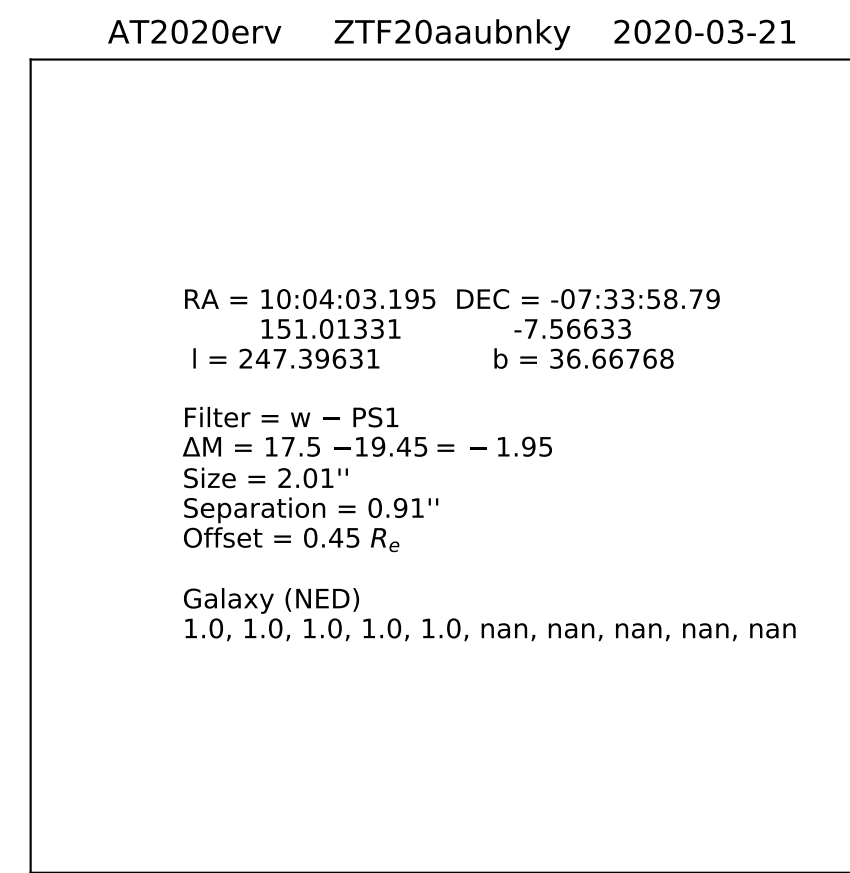 AT2020erv ZTF20aaubnky 2020-03-21
RA = 10:04:03.195 DEC = -07:33:58.79
151.01331 -7.56633
l = 247.39631 b = 36.66768
Filter = w − PS1
ΔM = 17.5 −19.45 = − 1.95
Size = 2.01''
Separation = 0.91''
Offset = 0.45 Re
Galaxy (NED)
1.0, 1.0, 1.0, 1.0, 1.0, nan, nan, nan, nan, nan